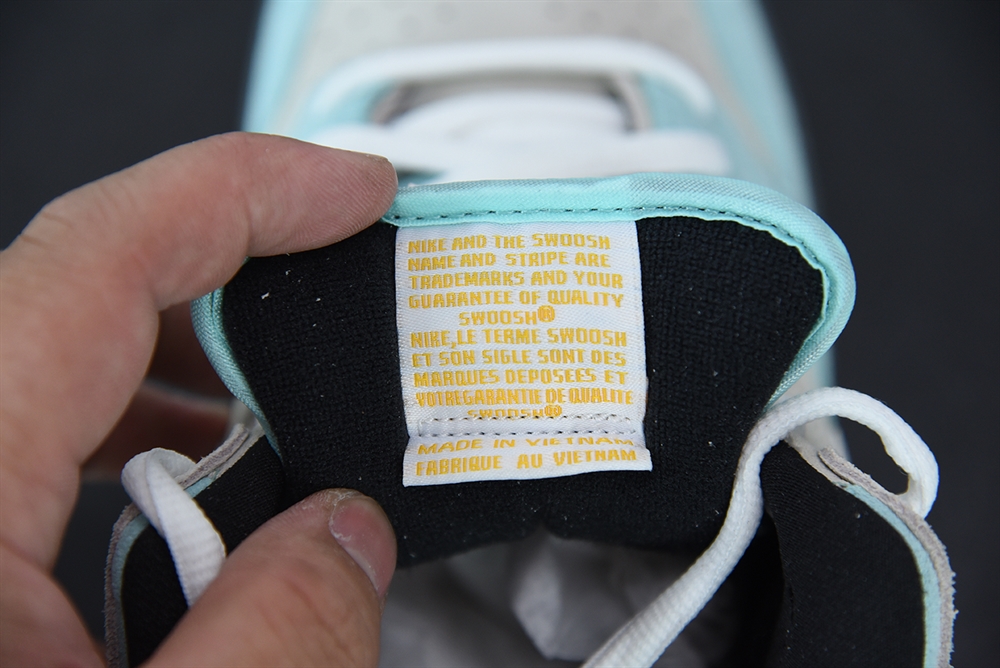 NIKE AND THE SWOOSH
NAME AND STRIPE ARE
TRADEMARKS AND YOUR
GUARANTEE OF QUALITY
SWOOSH®
NIKE,LE TERME SWOOSH
ET SON SIGLE SONT DES
MARQUES DEPOSEES ET
VOTREGARANTIE DE QUALITE
SWOOSH®
MADE IN VIETNAM
FABRIQUE AU VIETNAM